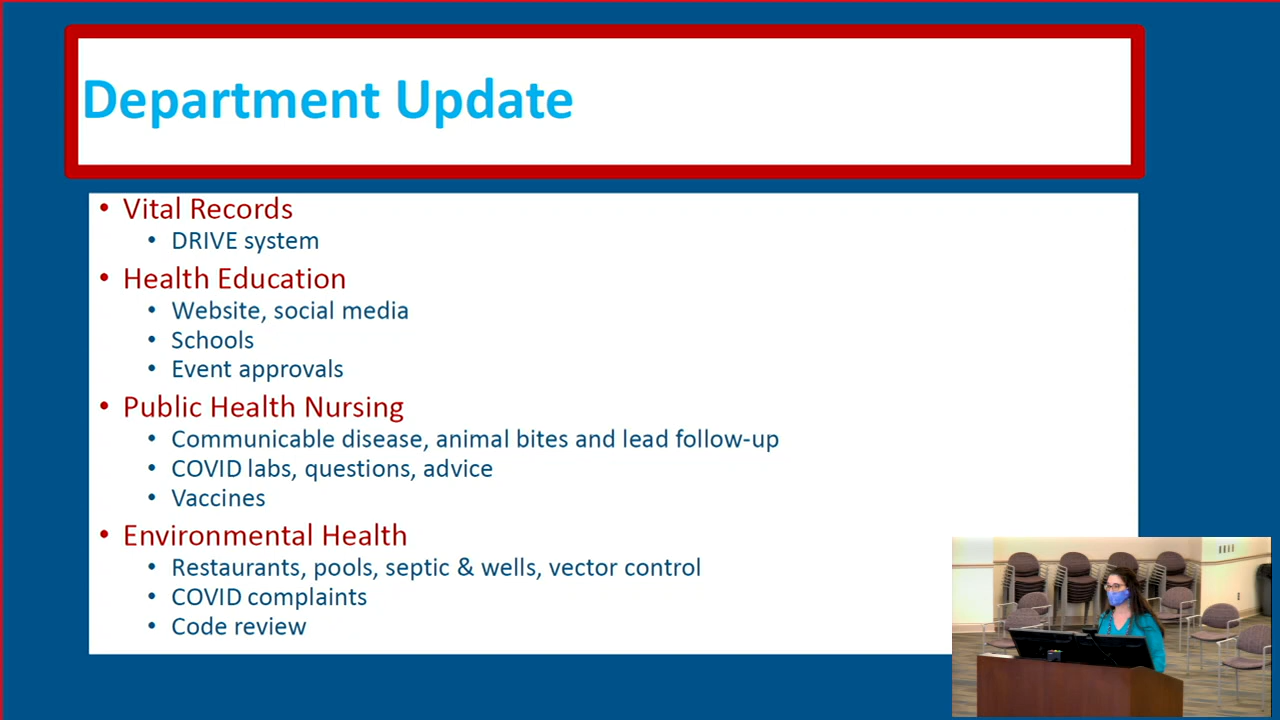 Department Update
• Vital Records
• DRIVE system
• Health Education
• Website, social media
• Schools
• Event approvals
• Public Health Nursing
• Communicable disease, animal bites and lead follow-up
• COVID labs, questions, advice
• Vaccines
• Environmental Health
• Restaurants, pools, septic & wells, vector control
• COVID complaints
• Code review